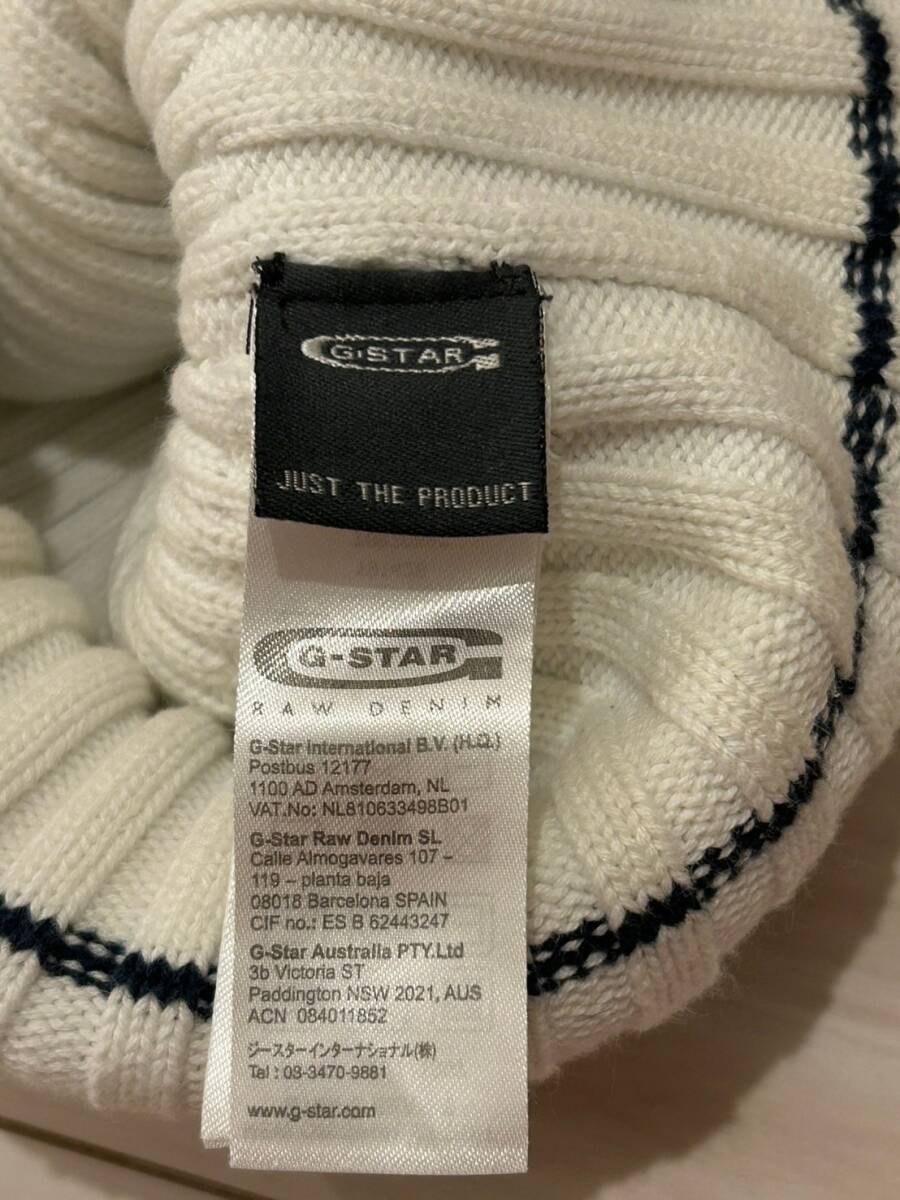 G·STAR
JUST THE PRODUCT
G-STAR
RAW DENIM
G-Star International B.V. (H.Q.)
Postbus 12177
1100 AD Amsterdam, NL
VAT.No: NL810633498B01
G-Star Raw Denim SL
Calle Almogavares 107 –
119 – planta baja
08018 Barcelona SPAIN
CIF no.: ES B 62443247
G-Star Australia PTY.Ltd
3b Victoria ST
Paddington NSW 2021, AUS
ACN 084011852
ジースターインターナショナル(株)
Tel : 03-3470-9881
www.g-star.com